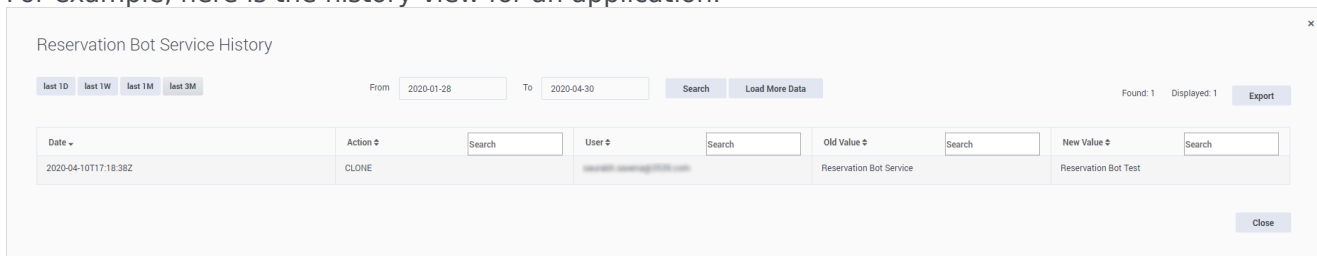 For example, here is the history view for an application:
×
Reservation Bot Service History
last 1D last 1W last 1M last 3M From 2020-01-28 To 2020-04-30 Search Load More Data Found: 1 Displayed: 1 Export
Date Action Search User Search Old Value Search New Value Search
2020-04-10T17:18:38Z CLONE Reservation Bot Service Reservation Bot Test
Close